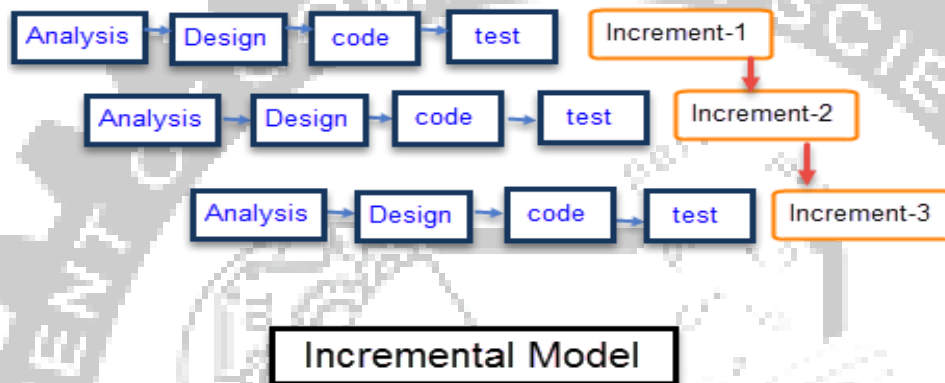 Analysis Design code test Increment-1
Analysis Design code test Increment-2
Analysis Design code test Increment-3
Incremental Model